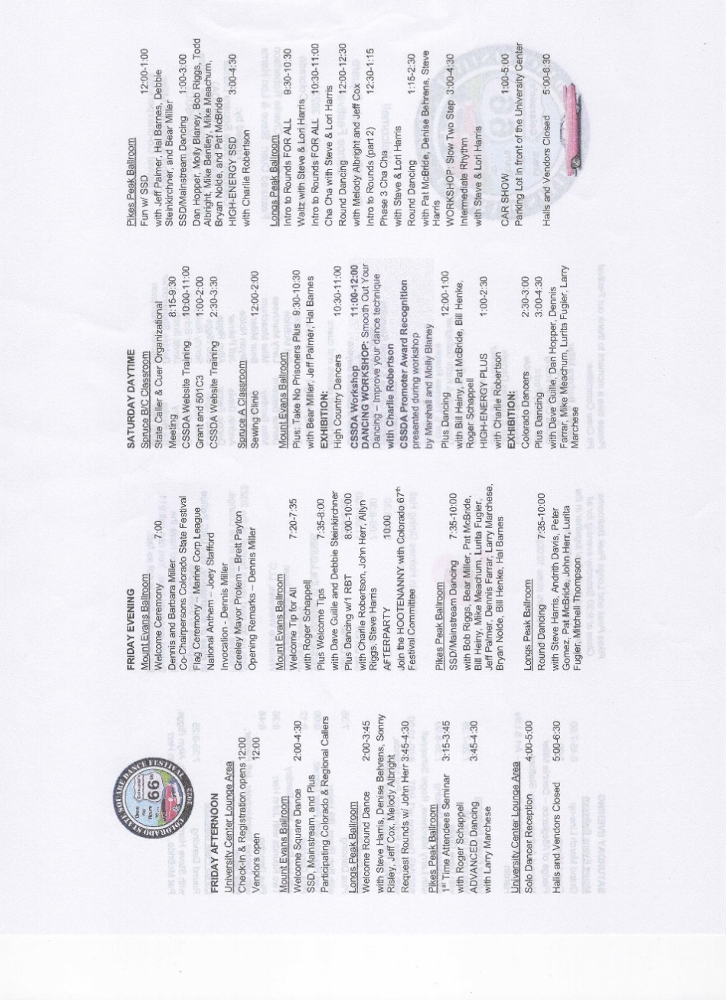 COLORADO STATE SQUARE DANCE FESTIVAL
66th
2022
FRIDAY AFTERNOON
University Center Lounge Area
Check-In & Registration opens 12:00
Vendors open 12:00
Mount Evans Ballroom
Welcome Square Dance 2:00-4:30
SSD, Mainstream, and Plus
Participating Colorado & Regional Callers
Longs Peak Ballroom
Welcome Round Dance 2:00-3:45
with Steve Harris, Denise Behrens, Sonny
Risley, Jeff Cox, Melody Albright
Request Rounds w/ John Herr 3:45-4:30
Pikes Peak Ballroom
1st Time Attendees Seminar 3:15-3:45
with Roger Schappell
ADVANCED Dancing 3:45-4:30
with Larry Marchese
University Center Lounge Area
Solo Dancer Reception 4:00-5:00
Halls and Vendors Closed 5:00-6:30
FRIDAY EVENING
Mount Evans Ballroom
Welcome Ceremony 7:00
Dennis and Barbara Miller
Co-Chairpersons Colorado State Festival
Flag Ceremony – Marine Corp League
National Anthem – Joey Stafford
Invocation - Dennis Miller
Greeley Mayor Protem – Brett Payton
Opening Remarks – Dennis Miller
Mount Evans Ballroom
Welcome Tip for All 7:20-7:35
with Roger Schappell
Plus Welcome Tips 7:35-8:00
with Dave Guille and Debbie Steinkirchner
Plus Dancing w/1 RBT 8:00-10:00
with Charlie Robertson, John Herr, Allyn
Riggs, Steve Harris
AFTERPARTY 10:00
Join the HOOTENANNY with Colorado 67th
Festival Committee
Pikes Peak Ballroom
SSD/Mainstream Dancing 7:35-10:00
with Bob Riggs, Bear Miller, Pat McBride,
Bill Heiny, Mike Meachum, Lurita Fugler,
Jeff Palmer, Dennis Farrar, Larry Marchese,
Bryan Nolde, Bill Henke, Hal Barnes
Longs Peak Ballroom
Round Dancing 7:35-10:00
with Steve Harris, Andrith Davis, Peter
Gomez, Pat McBride, John Herr, Lurita
Fugler, Mitchell Thompson
SATURDAY DAYTIME
Spruce B/C Classroom
State Caller & Cuer Organizational
Meeting 8:15-9:30
CSSDA Website Training 10:00-11:00
Grant and 501C3 1:00-2:00
CSSDA Website Training 2:30-3:30
Spruce A Classroom
Sewing Clinic 12:00-2:00
Mount Evans Ballroom
Plus: Take No Prisoners Plus 9:30-10:30
with Bear Miller, Jeff Palmer, Hal Barnes
EXHIBITION:
High Country Dancers 10:30-11:00
CSSDA Workshop 11:00-12:00
DANCING WORKSHOP: Smooth Out Your
Dancing – Improve your dance technique
with Charlie Robertson
CSSDA Promoter Award Recognition
presented during workshop
by Marshall and Molly Blaney
Plus Dancing 12:00-1:00
with Bill Heiny, Pat McBride, Bill Henke,
Roger Schappell
HIGH-ENERGY PLUS 1:00-2:30
with Charlie Robertson
EXHIBITION:
Colorado Dancers 2:30-3:00
Plus Dancing 3:00-4:30
with Dave Guille, Dan Hopper, Dennis
Farrar, Mike Meachum, Lurita Fugler, Larry
Marchese
Pikes Peak Ballroom
Fun w/ SSD 12:00-1:00
with Jeff Palmer, Hal Barnes, Debbie
Steinkirchner, and Bear Miller
SSD/Mainstream Dancing 1:00-3:00
Dan Hopper, Molly Blaney, Bob Riggs, Todd
Albright, Mike Bentley, Mike Meachum,
Bryan Nolde, and Pat McBride
HIGH-ENERGY SSD 3:00-4:30
with Charlie Robertson
Longs Peak Ballroom
Intro to Rounds FOR ALL 9:30-10:30
Waltz with Steve & Lori Harris
Intro to Rounds FOR ALL 10:30-11:00
Cha Cha with Steve & Lori Harris
Round Dancing 12:00-12:30
with Melody Albright and Jeff Cox
Intro to Rounds (part 2) 12:30-1:15
Phase 3 Cha Cha
with Steve & Lori Harris
Round Dancing 1:15-2:30
with Pat McBride, Denise Behrens, Steve
Harris
WORKSHOP: Slow Two Step 3:00-4:30
Intermediate Rhythm
with Steve & Lori Harris
CAR SHOW 1:00-5:00
Parking Lot In front of the University Center
Halls and Vendors Closed 5:00-6:30